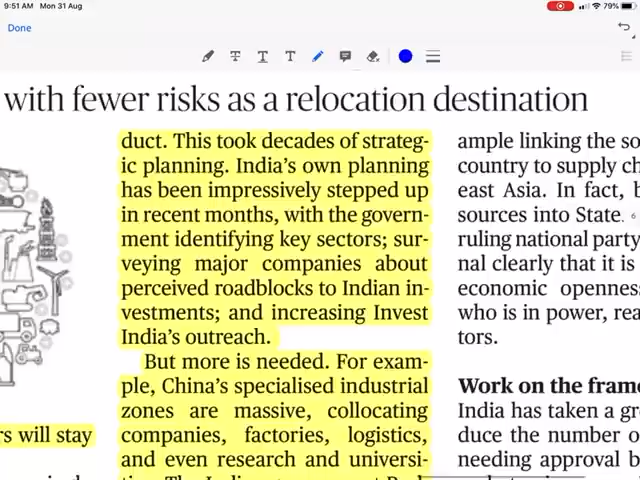 9:51 AM Mon 31 Aug
79%
Done
T T T
with fewer risks as a relocation destination
rs will stay
duct. This took decades of strateg-
ic planning. India's own planning
has been impressively stepped up
in recent months, with the govern-
ment identifying key sectors; sur-
veying major companies about
perceived roadblocks to Indian in-
vestments; and increasing Invest
India's outreach.
But more is needed. For exam-
ple, China's specialised industrial
zones are massive, collocating
companies, factories, logistics,
and even research and universi-
ample linking the so
country to supply ch
east Asia. In fact, b
sources into State. 6
ruling national party
nal clearly that it is
economic openness
who is in power, rea
tors.
Work on the frame
India has taken a gr
duce the number o
needing approval b